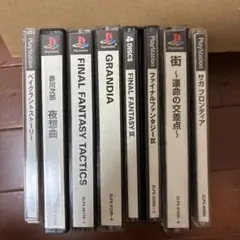 PlayStation
ベイグラントストーリー
赤川次郎
夜想曲
FINAL FANTASY TACTICS
GRANDIA
4 DISCS
FINAL FANTASY IX
PlayStation
ファイナルファンタジーIX
街
～運命の交差点～
PlayStation
サガ フロンティア